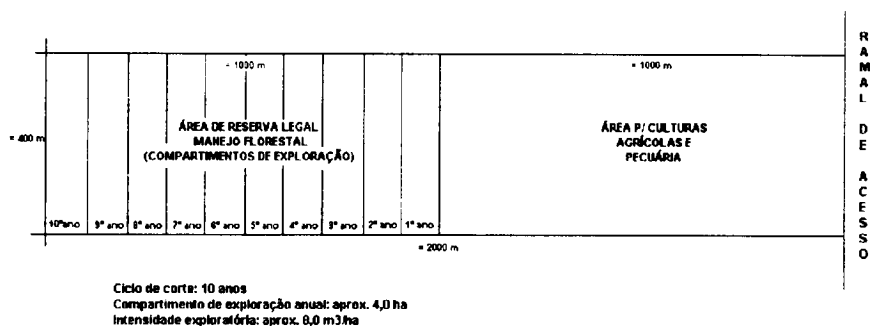 ≈ 1000 m
≈ 1000 m
≈ 400 m
ÁREA DE RESERVA LEGAL
MANEJO FLORESTAL
(COMPARTIMENTOS DE EXPLORAÇÃO)
ÁREA P/ CULTURAS
AGRÍCOLAS E
PECUÁRIA
RAMAL DE ACESSO
10º ano 9º ano 8º ano 7º ano 6º ano 5º ano 4º ano 3º ano 2º ano 1º ano
≈ 2000 m
Ciclo de corte: 10 anos
Compartimento de exploração anual: aprox. 4,0 ha
Intensidade exploratória: aprox. 8,0 m3/ha